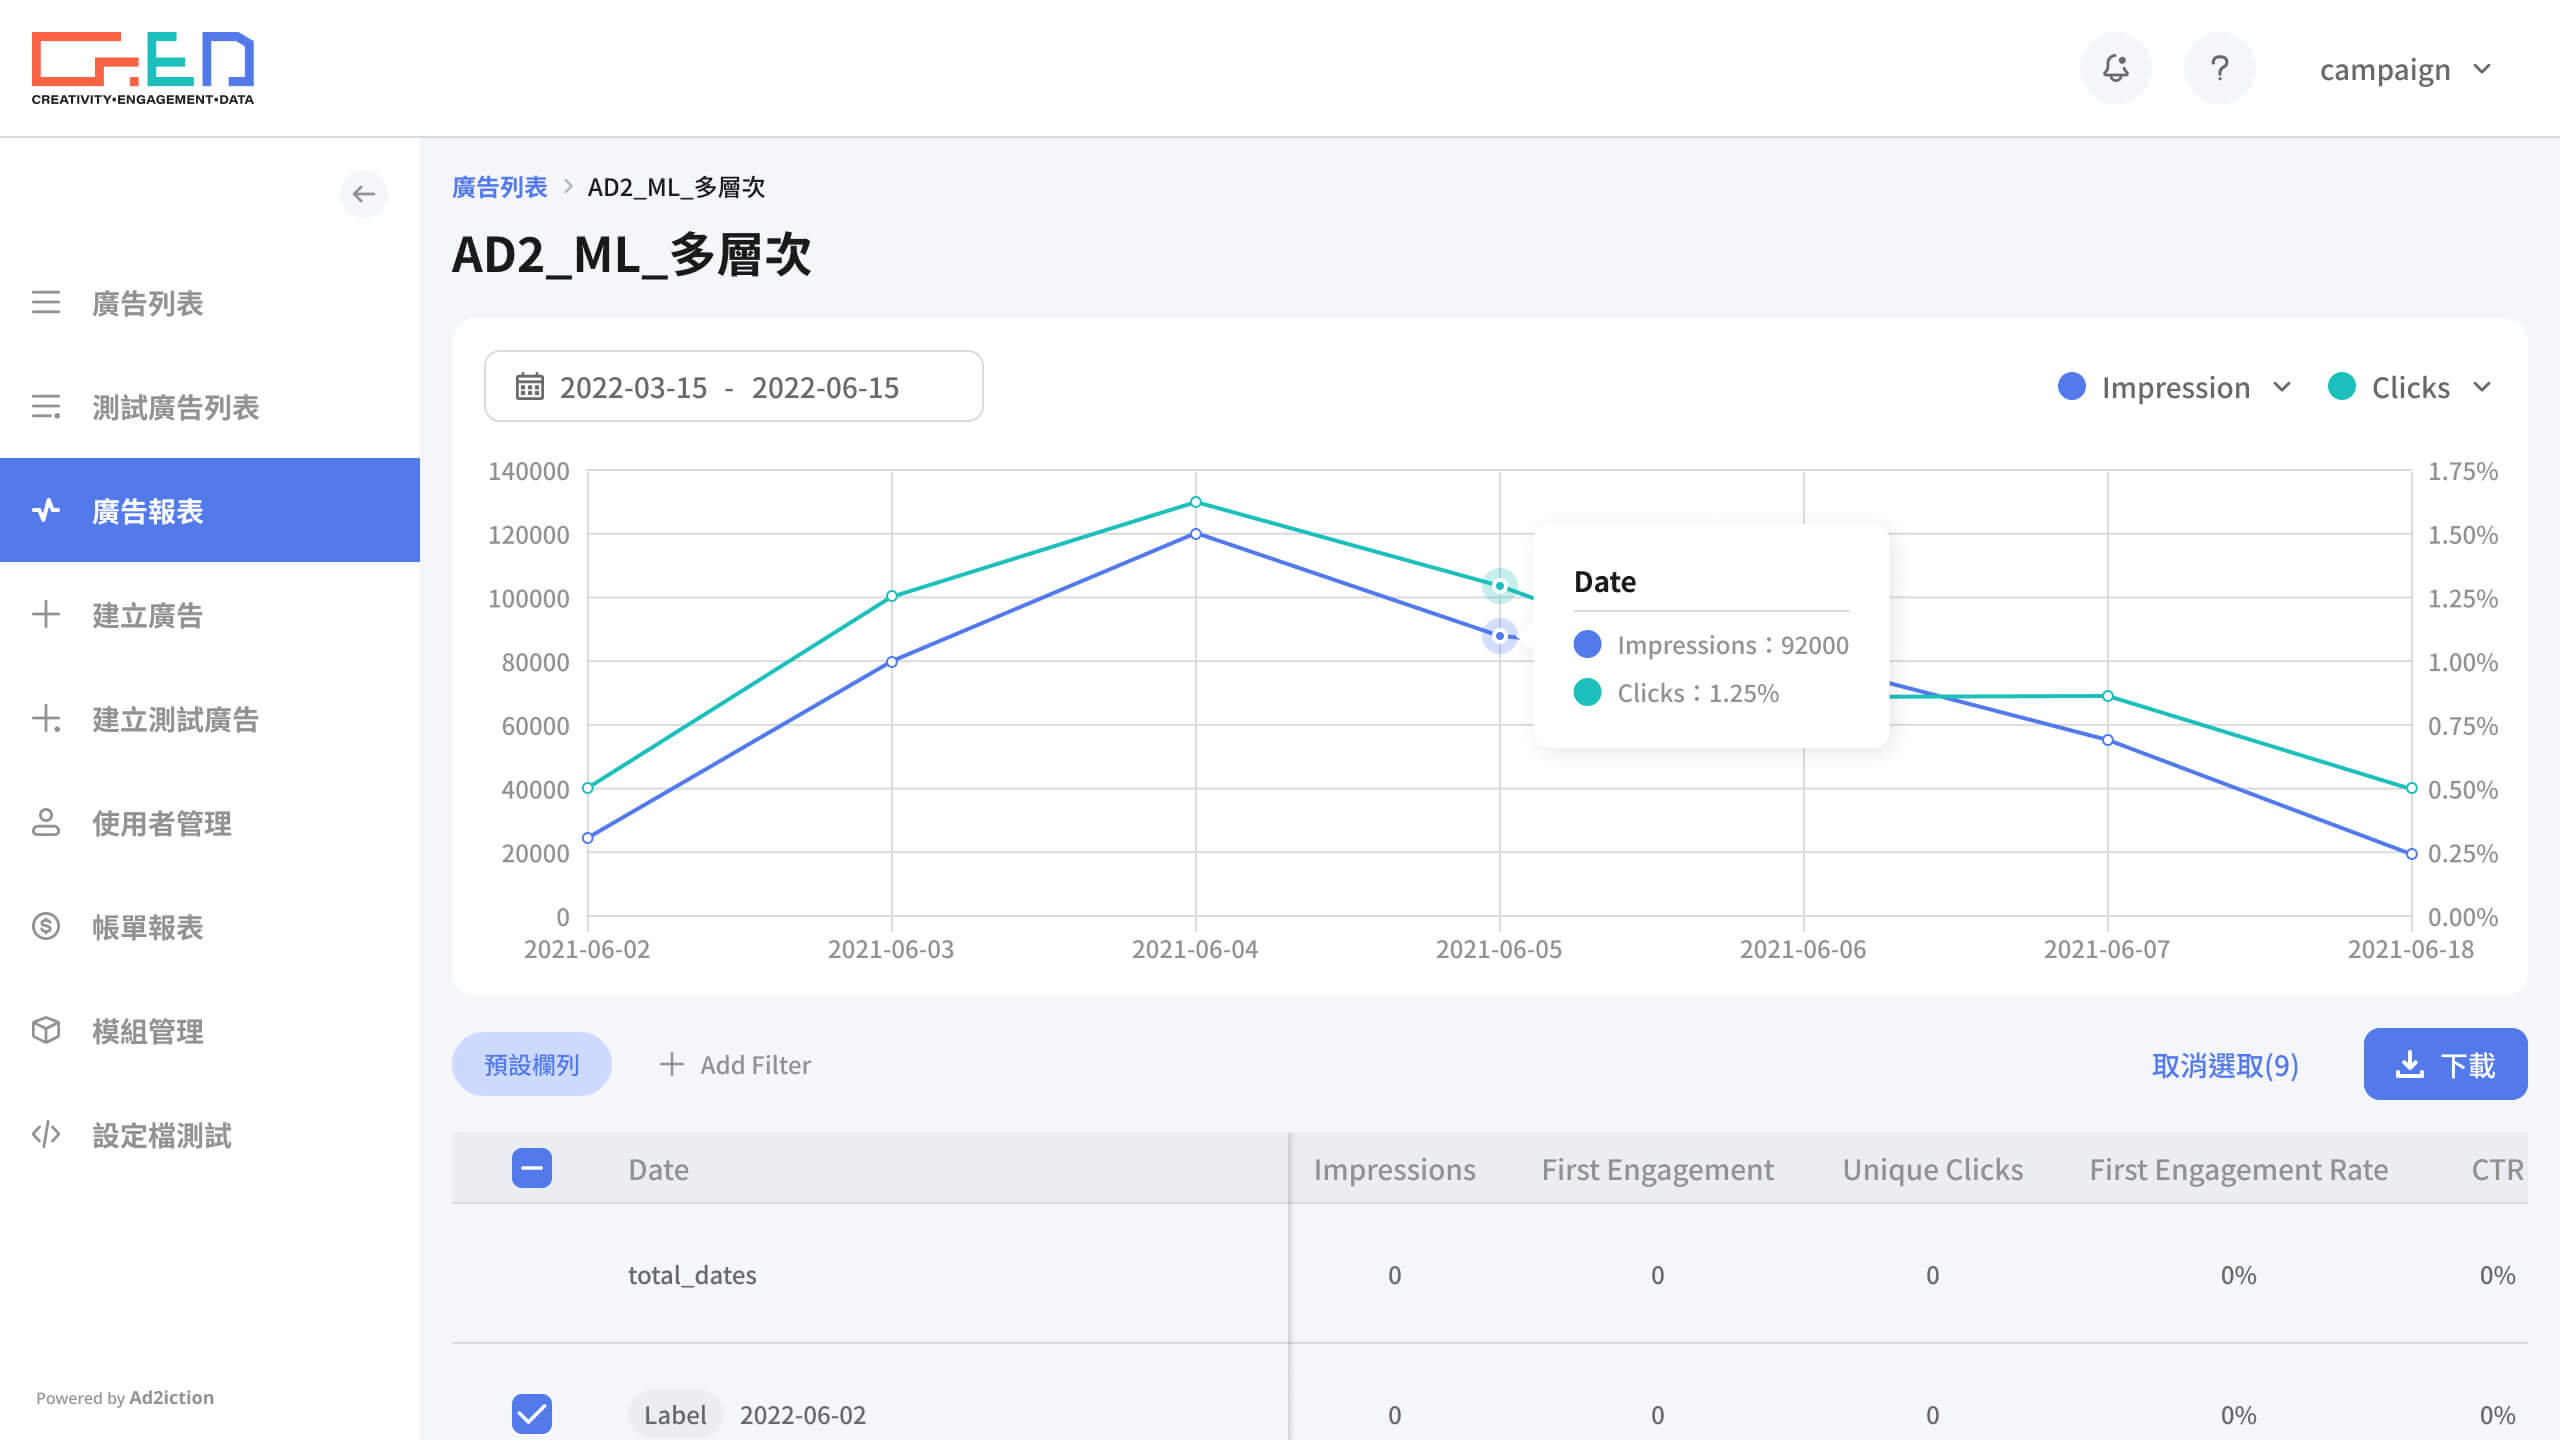 CREATIVITY•ENGAGEMENT•DATA
?
campaign
廣告列表
測試廣告列表
廣告報表
建立廣告
建立測試廣告
使用者管理
帳單報表
模組管理
設定檔測試
Powered by Ad2iction
廣告列表 > AD2_ML_多層次
AD2_ML_多層次
2022-03-15 - 2022-06-15
Impression
Clicks
140000
120000
100000
80000
60000
40000
20000
0
1.75%
1.50%
1.25%
1.00%
0.75%
0.50%
0.25%
0.00%
Date
Impressions：92000
Clicks：1.25%
2021-06-02 2021-06-03 2021-06-04 2021-06-05 2021-06-06 2021-06-07 2021-06-18
預設欄列 Add Filter 取消選取(9) 下載
Date Impressions First Engagement Unique Clicks First Engagement Rate CTR
total_dates 0 0 0 0% 0%
Label 2022-06-02 0 0 0 0% 0%